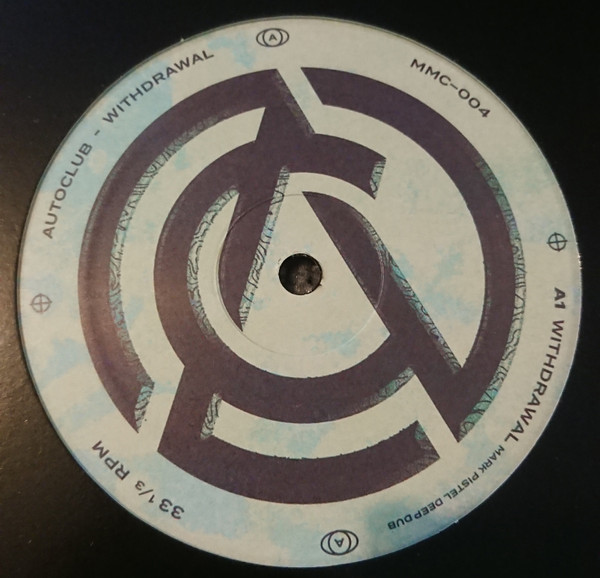 AUTOCLUB - WITHDRAWAL
A
MMC-004
A1 WITHDRAWAL MARK PISTEL DEEP DUB
A
33 1/3 RPM